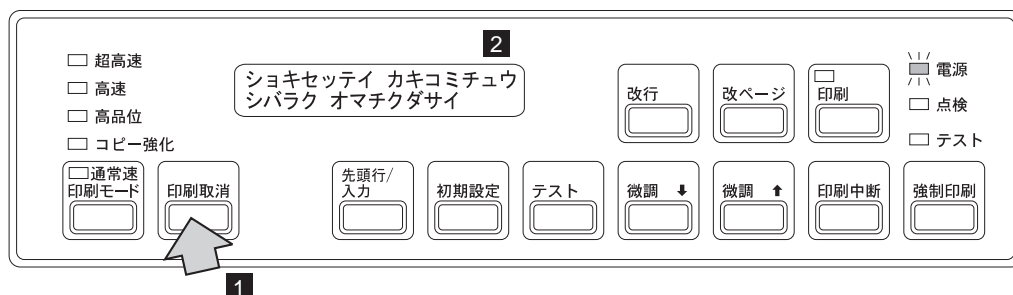 2
超高速
高速
高品位
コピー強化
ショキセッテイ カキコミチュウ
シバラク オマチクダサイ
改行
改ページ
印刷
電源
点検
テスト
通常速
印刷モード
印刷取消
先頭行/
入力
初期設定
テスト
微調 ⬇
微調 ⬆
印刷中断
強制印刷
1